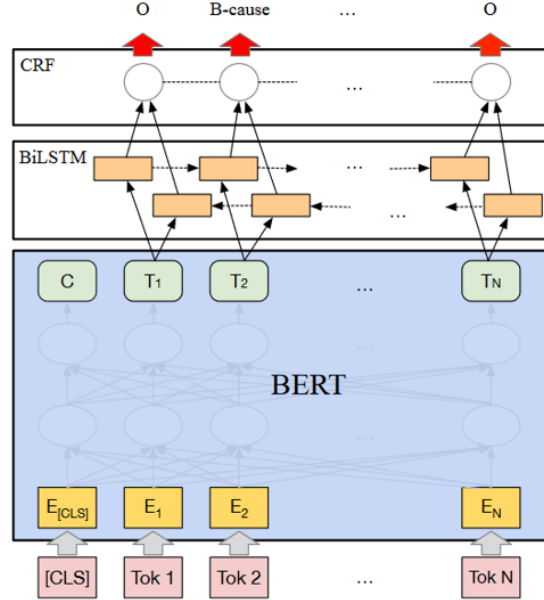 O B-cause ... O
CRF
...
BiLSTM
...
...
C T1 T2 ... TN
...
BERT
...
E[CLS] E1 E2 EN
[CLS] Tok 1 Tok 2 ... Tok N